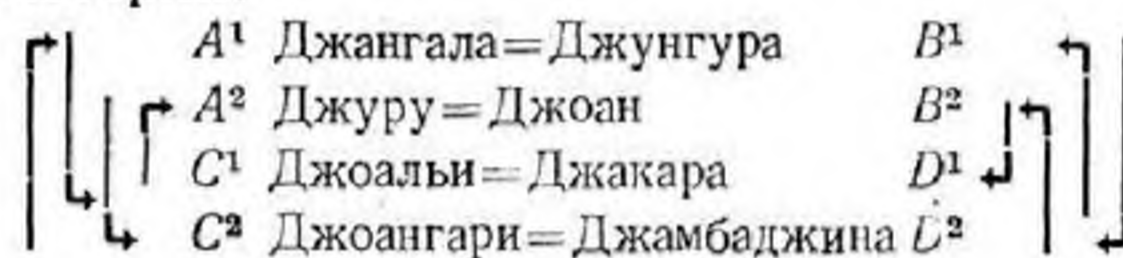 A¹ Джангала=Джунгура B¹
A² Джуру=Джоан B²
C¹ Джоальи=Джакара D¹
C² Джоангари=Джамбаджина D²